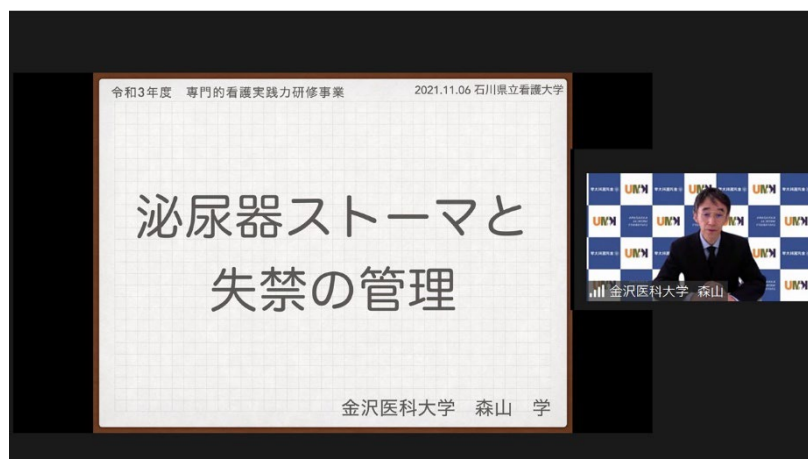 令和3年度　専門的看護実践力研修事業
2021.11.06 石川県立看護大学
泌尿器ストーマと
失禁の管理
金沢医科大学　森山　学
金沢医科大学 森山